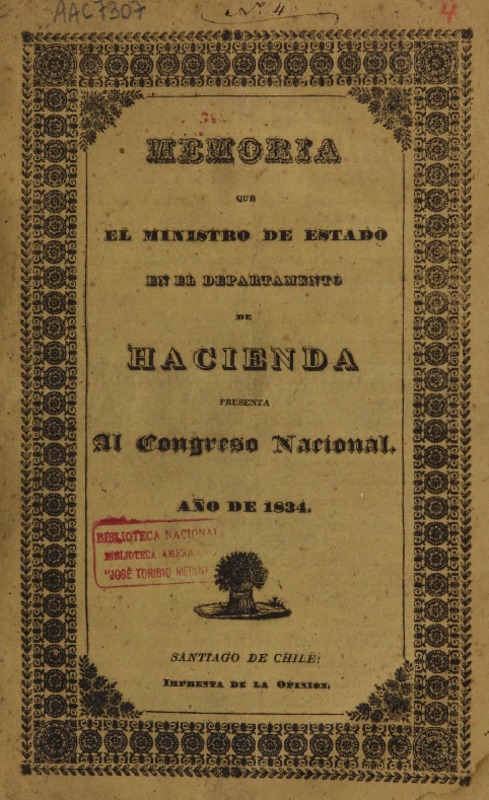 AAC7307
Nº 4.
4
MEMORIA
QUE
EL MINISTRO DE ESTADO
EN EL DEPARTAMENTO
DE
HACIENDA
PRESENTA
Al Congreso Nacional.
AÑO DE 1834.
BIBLIOTECA NACIONAL
BIBLIOTECA AMERICANA
"JOSÉ TORIBIO MEDINA"
SANTIAGO DE CHILE:
IMPRENTA DE LA OPINION.